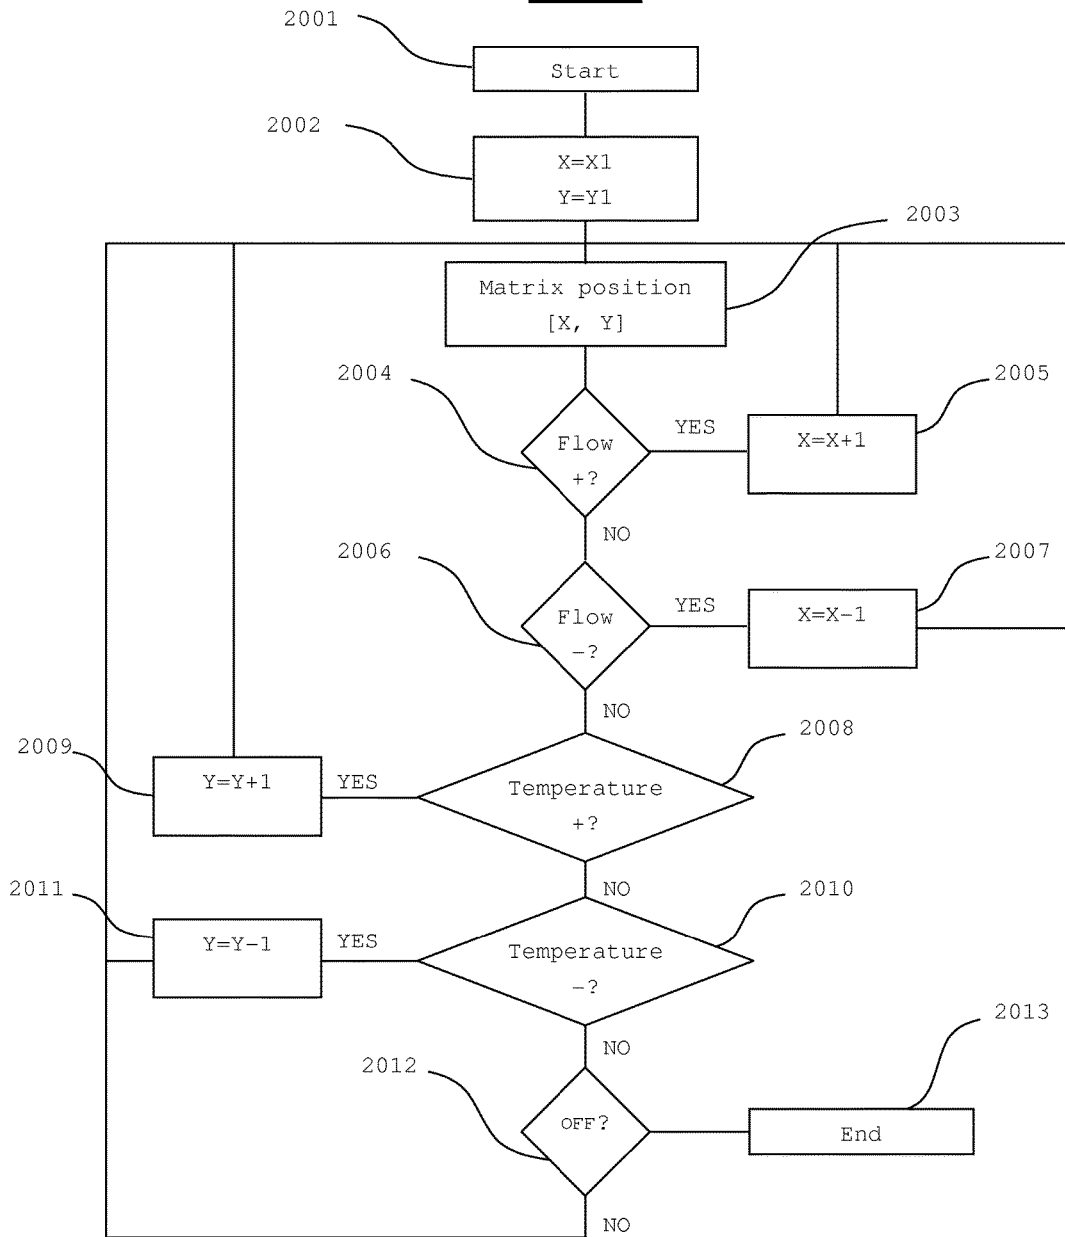 2001
Start
2002
X=X1
Y=Y1
2003
Matrix position
[X, Y]
2004
Flow
+?
YES
2005
X=X+1
NO
2006
Flow
−?
YES
2007
X=X−1
NO
2008
Temperature
+?
YES
2009
Y=Y+1
NO
2010
Temperature
−?
YES
2011
Y=Y−1
NO
2012
OFF?
2013
End
NO